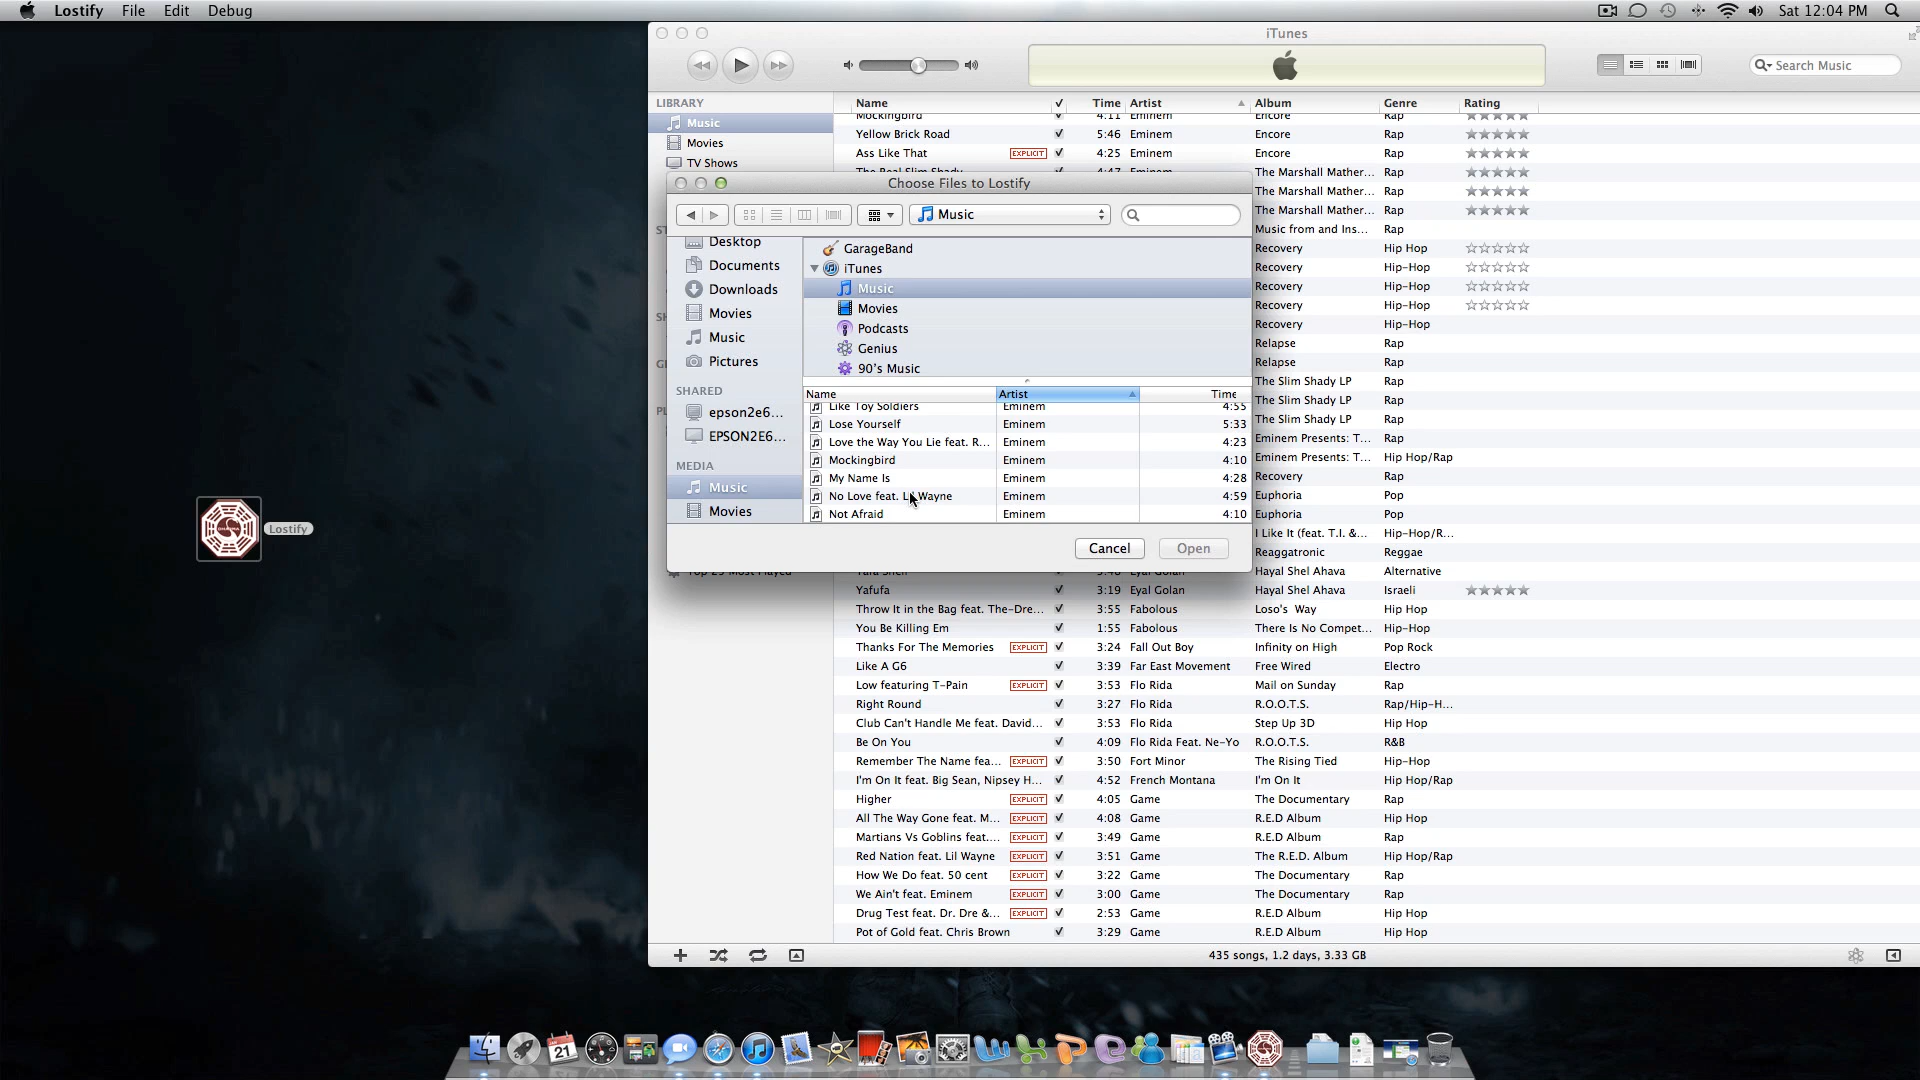 Lostify File Edit Debug Sat 12:04 PM
iTunes
Search Music
LIBRARY
Music
Movies
TV Shows
Name Time Artist Album Genre Rating
Mockingbird 4:11 Eminem Encore Rap
Yellow Brick Road 5:46 Eminem Encore Rap
Ass Like That EXPLICIT 4:25 Eminem Encore Rap
The Real Slim Shady 4:47 Eminem The Marshall Mather... Rap
The Marshall Mather... Rap
The Marshall Mather... Rap
Music from and Ins... Rap
Recovery Hip Hop
Recovery Hip-Hop
Recovery Hip-Hop
Recovery Hip-Hop
Recovery Hip-Hop
Relapse Rap
Relapse Rap
The Slim Shady LP Rap
The Slim Shady LP Rap
The Slim Shady LP Rap
Eminem Presents: T... Rap
Eminem Presents: T... Hip Hop/Rap
Recovery Rap
Euphoria Pop
Euphoria Pop
I Like It (feat. T.I. &... Hip-Hop/R...
Reaggatronic Reggae
Hayal Shel Ahava Alternative
Choose Files to Lostify
Music
Desktop
Documents
Downloads
Movies
Music
Pictures
SHARED
epson2e6...
EPSON2E6...
MEDIA
Music
Movies
GarageBand
iTunes
Music
Movies
Podcasts
Genius
90's Music
Name Artist Time
Like Toy Soldiers Eminem 4:55
Lose Yourself Eminem 5:33
Love the Way You Lie feat. R... Eminem 4:23
Mockingbird Eminem 4:10
My Name Is Eminem 4:28
No Love feat. Lil Wayne Eminem 4:59
Not Afraid Eminem 4:10
Cancel Open
Lostify
Yafufa 3:19 Eyal Golan Hayal Shel Ahava Israeli
Throw It in the Bag feat. The-Dre... 3:55 Fabolous Loso's Way Hip Hop
You Be Killing Em 1:55 Fabolous There Is No Compet... Hip-Hop
Thanks For The Memories EXPLICIT 3:24 Fall Out Boy Infinity on High Pop Rock
Like A G6 3:39 Far East Movement Free Wired Electro
Low featuring T-Pain EXPLICIT 3:53 Flo Rida Mail on Sunday Rap
Right Round 3:27 Flo Rida R.O.O.T.S. Rap/Hip-H...
Club Can't Handle Me feat. David... 3:53 Flo Rida Step Up 3D Hip Hop
Be On You 4:09 Flo Rida Feat. Ne-Yo R.O.O.T.S. R&B
Remember The Name fea... EXPLICIT 3:50 Fort Minor The Rising Tied Hip-Hop
I'm On It feat. Big Sean, Nipsey H... 4:52 French Montana I'm On It Hip Hop/Rap
Higher EXPLICIT 4:05 Game The Documentary Rap
All The Way Gone feat. M... EXPLICIT 4:08 Game R.E.D Album Hip Hop
Martians Vs Goblins feat.... EXPLICIT 3:49 Game R.E.D Album Rap
Red Nation feat. Lil Wayne EXPLICIT 3:51 Game The R.E.D. Album Hip Hop/Rap
How We Do feat. 50 cent EXPLICIT 3:22 Game The Documentary Rap
We Ain't feat. Eminem EXPLICIT 3:00 Game The Documentary Rap
Drug Test feat. Dr. Dre &... EXPLICIT 2:53 Game R.E.D Album Hip Hop
Pot of Gold feat. Chris Brown 3:29 Game R.E.D Album Hip Hop
435 songs, 1.2 days, 3.33 GB
21